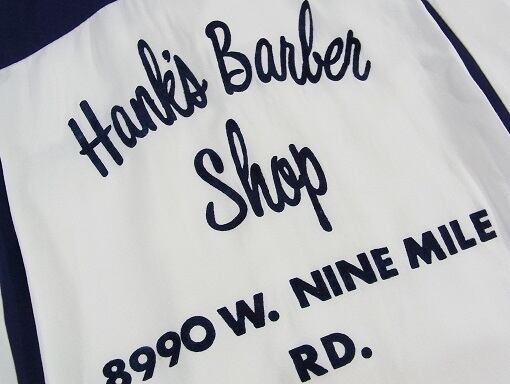 Hank's Barber
Shop
8990 W. NINE MILE
RD.